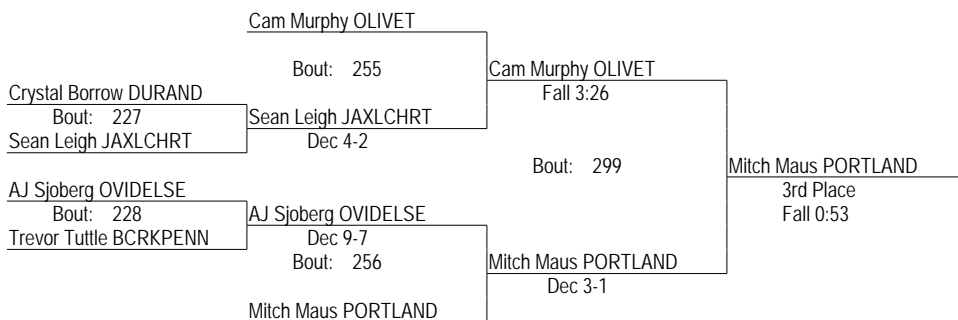 Cam Murphy OLIVET
Bout: 255
Cam Murphy OLIVET
Crystal Borrow DURAND
Fall 3:26
Bout: 227
Sean Leigh JAXLCHRT
Sean Leigh JAXLCHRT
Dec 4-2
Bout: 299
Mitch Maus PORTLAND
AJ Sjoberg OVIDELSE
3rd Place
Bout: 228
AJ Sjoberg OVIDELSE
Fall 0:53
Trevor Tuttle BCRKPENN
Dec 9-7
Bout: 256
Mitch Maus PORTLAND
Dec 3-1
Mitch Maus PORTLAND